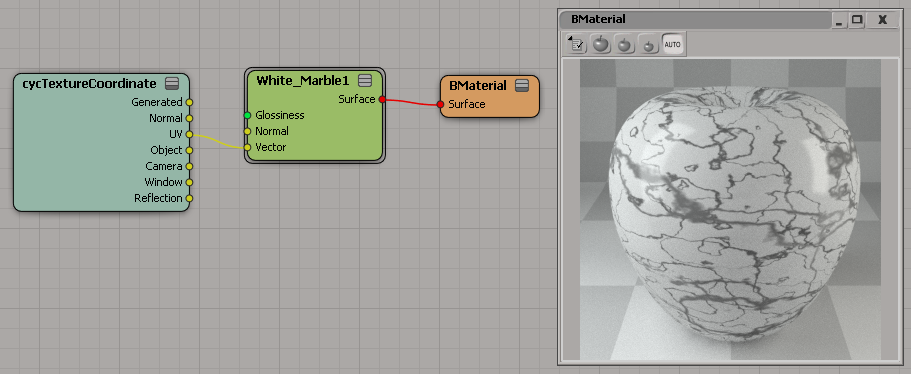 cycTextureCoordinate
Generated
Normal
UV
Object
Camera
Window
Reflection
White_Marble1
Surface
Glossiness
Normal
Vector
BMaterial
Surface
BMaterial
AUTO